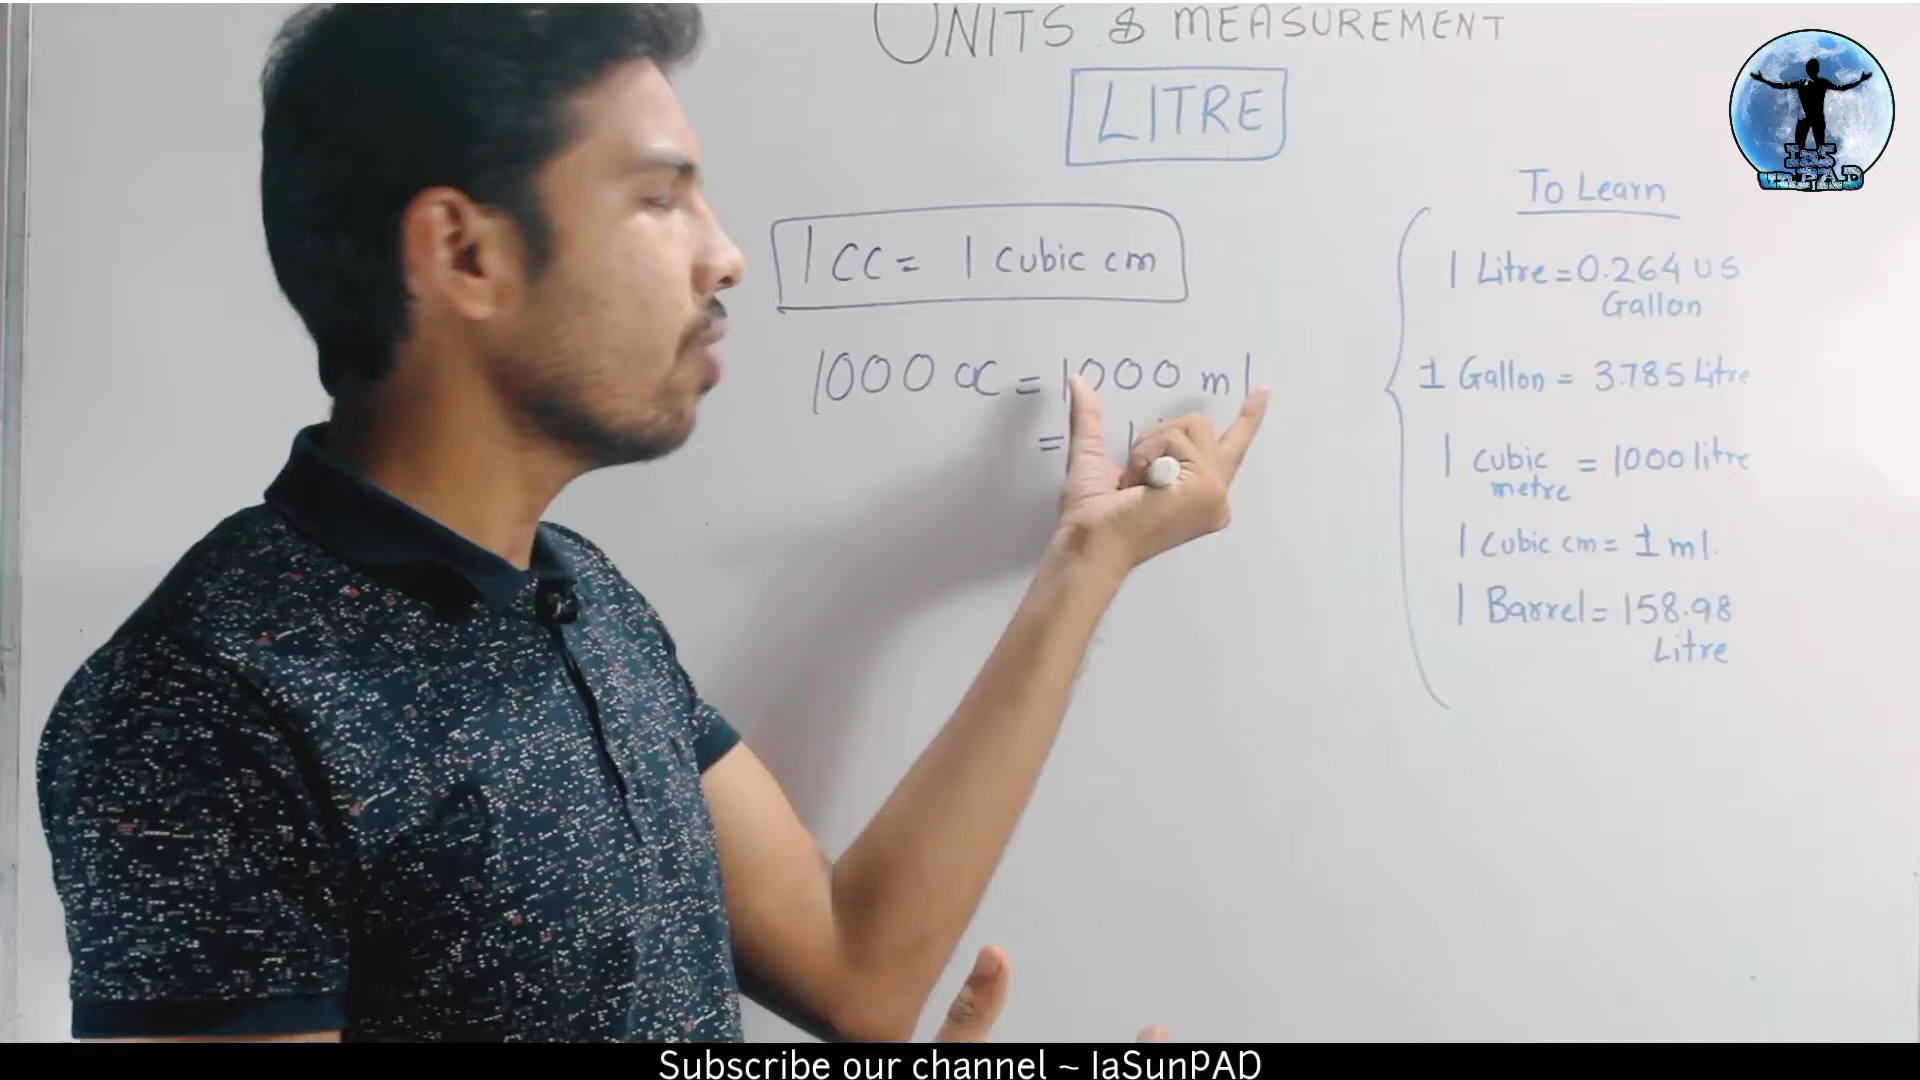 UNITS & MEASUREMENT
LITRE
1 CC = 1 Cubic cm
1000 CC = 1000 ml
=
To Learn
1 Litre = 0.264 US
Gallon
1 Gallon = 3.785 Litre
1 cubic = 1000 litre
metre
1 Cubic cm = 1 ml.
1 Barrel = 158.98
Litre
IaS
unPAD
Subscribe our channel ~ IaSunPAD